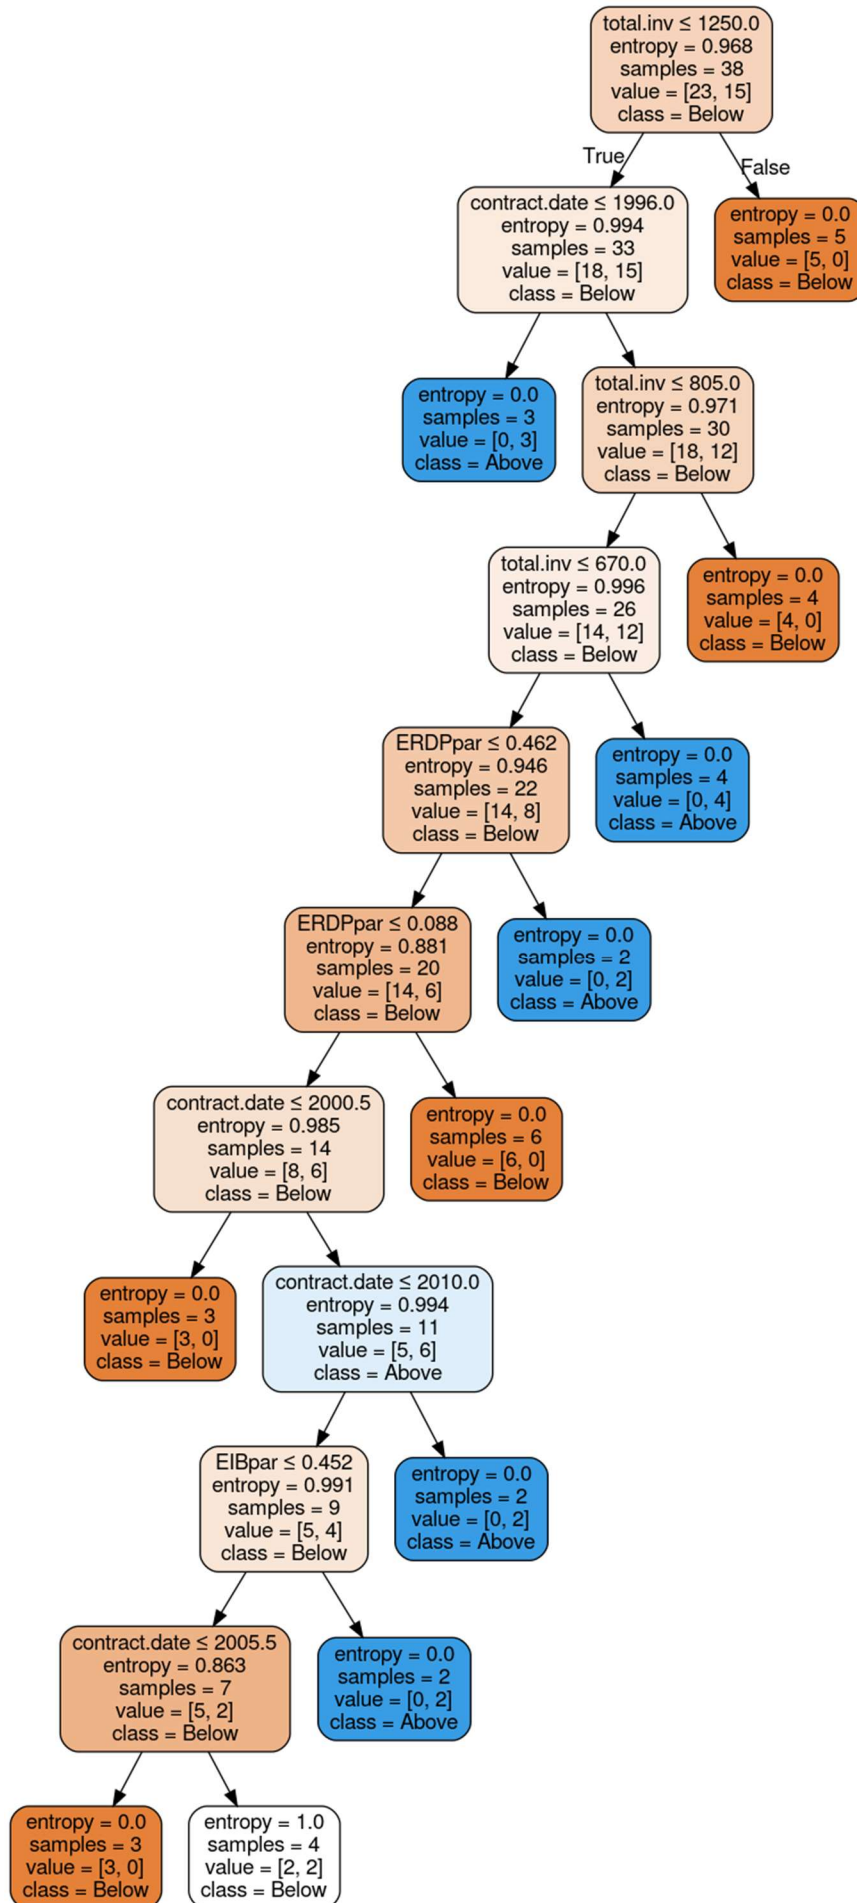 total.inv ≤ 1250.0
entropy = 0.968
samples = 38
value = [23, 15]
class = Below
True
False
contract.date ≤ 1996.0
entropy = 0.994
samples = 33
value = [18, 15]
class = Below
entropy = 0.0
samples = 5
value = [5, 0]
class = Below
entropy = 0.0
samples = 3
value = [0, 3]
class = Above
total.inv ≤ 805.0
entropy = 0.971
samples = 30
value = [18, 12]
class = Below
total.inv ≤ 670.0
entropy = 0.996
samples = 26
value = [14, 12]
class = Below
entropy = 0.0
samples = 4
value = [4, 0]
class = Below
ERDPpar ≤ 0.462
entropy = 0.946
samples = 22
value = [14, 8]
class = Below
entropy = 0.0
samples = 4
value = [0, 4]
class = Above
ERDPpar ≤ 0.088
entropy = 0.881
samples = 20
value = [14, 6]
class = Below
entropy = 0.0
samples = 2
value = [0, 2]
class = Above
contract.date ≤ 2000.5
entropy = 0.985
samples = 14
value = [8, 6]
class = Below
entropy = 0.0
samples = 6
value = [6, 0]
class = Below
entropy = 0.0
samples = 3
value = [3, 0]
class = Below
contract.date ≤ 2010.0
entropy = 0.994
samples = 11
value = [5, 6]
class = Above
EIBpar ≤ 0.452
entropy = 0.991
samples = 9
value = [5, 4]
class = Below
entropy = 0.0
samples = 2
value = [0, 2]
class = Above
contract.date ≤ 2005.5
entropy = 0.863
samples = 7
value = [5, 2]
class = Below
entropy = 0.0
samples = 2
value = [0, 2]
class = Above
entropy = 0.0
samples = 3
value = [3, 0]
class = Below
entropy = 1.0
samples = 4
value = [2, 2]
class = Below